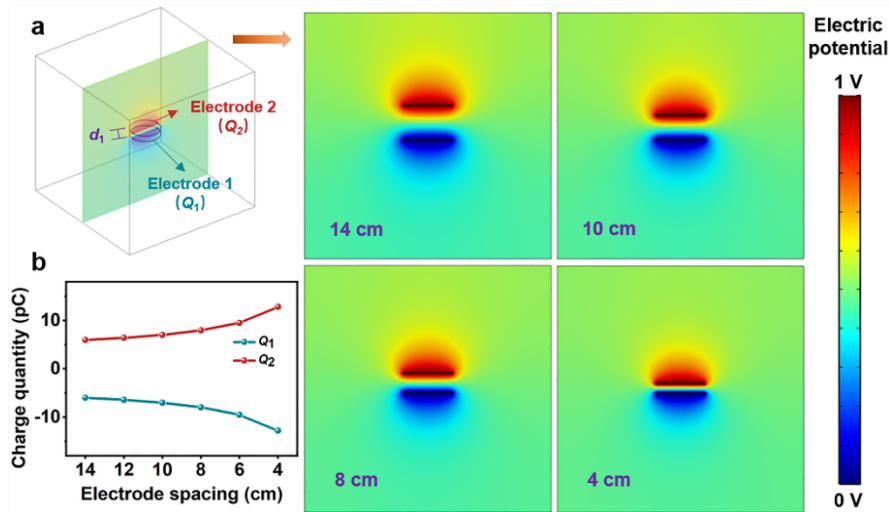 a
Electrode 2
(Q2)
d1
Electrode 1
(Q1)
14 cm
10 cm
8 cm
4 cm
Electric
potential
1 V
0 V
b
Charge quantity (pC)
10
0
-10
Q1
Q2
14 12 10 8 6 4
Electrode spacing (cm)